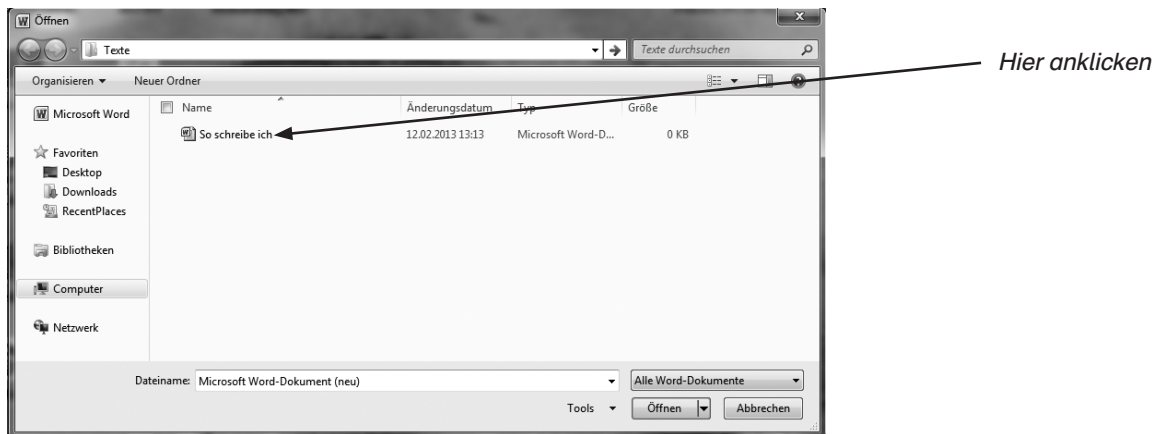 Öffnen
Texte
Texte durchsuchen
Hier anklicken
Organisieren Neuer Ordner
Microsoft Word
Name Änderungsdatum Typ Größe
So schreibe ich 12.02.2013 13:13 Microsoft Word-D... 0 KB
Favoriten
Desktop
Downloads
RecentPlaces
Bibliotheken
Computer
Netzwerk
Dateiname: Microsoft Word-Dokument (neu) Alle Word-Dokumente
Tools Öffnen Abbrechen